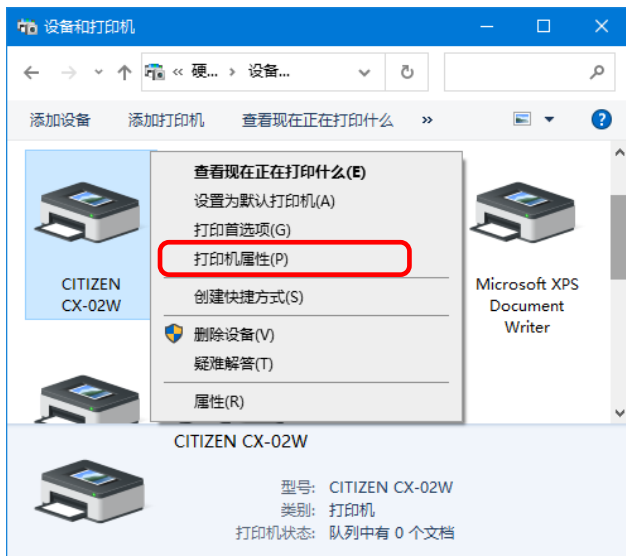 设备和打印机
« 硬... › 设备...
添加设备 添加打印机 查看现在正在打印什么 »
查看现在正在打印什么(E)
设置为默认打印机(A)
打印首选项(G)
打印机属性(P)
创建快捷方式(S)
删除设备(V)
疑难解答(T)
属性(R)
CITIZEN
CX-02W
Microsoft XPS
Document
Writer
CITIZEN CX-02W
型号: CITIZEN CX-02W
类别: 打印机
打印机状态: 队列中有 0 个文档